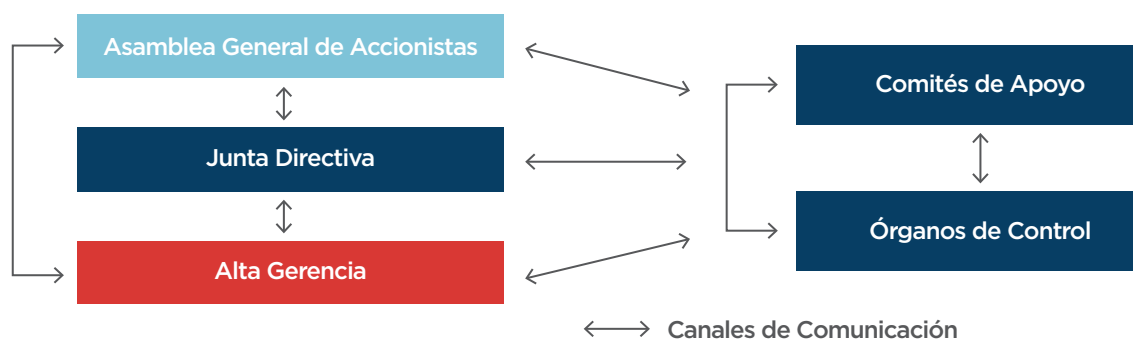 Asamblea General de Accionistas
Junta Directiva
Alta Gerencia
Comités de Apoyo
Órganos de Control
Canales de Comunicación